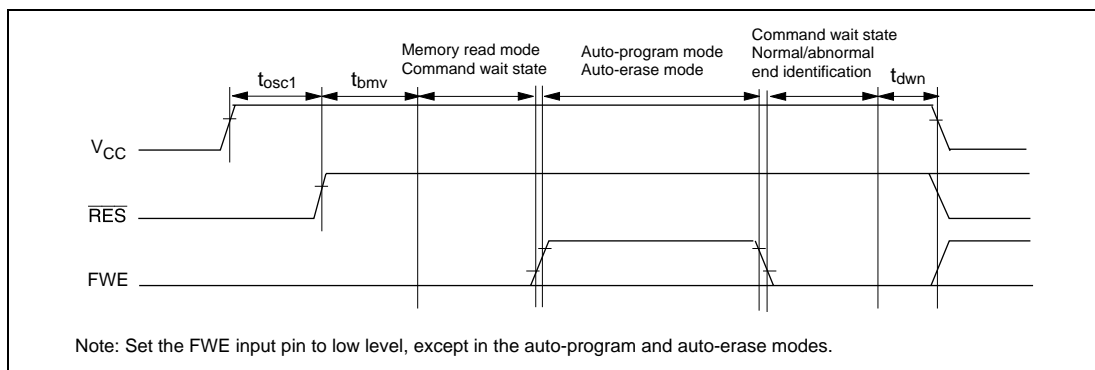 Memory read mode
Command wait state
Auto-program mode
Auto-erase mode
Command wait state
Normal/abnormal
end identification
tosc1
tbmv
tdwn
VCC
RES
FWE
Note: Set the FWE input pin to low level, except in the auto-program and auto-erase modes.